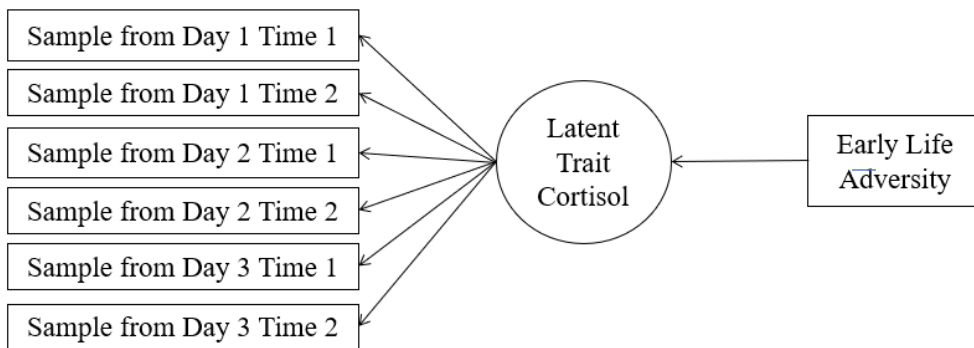 Sample from Day 1 Time 1
Sample from Day 1 Time 2
Sample from Day 2 Time 1
Sample from Day 2 Time 2
Sample from Day 3 Time 1
Sample from Day 3 Time 2
Latent
Trait
Cortisol
Early Life
Adversity